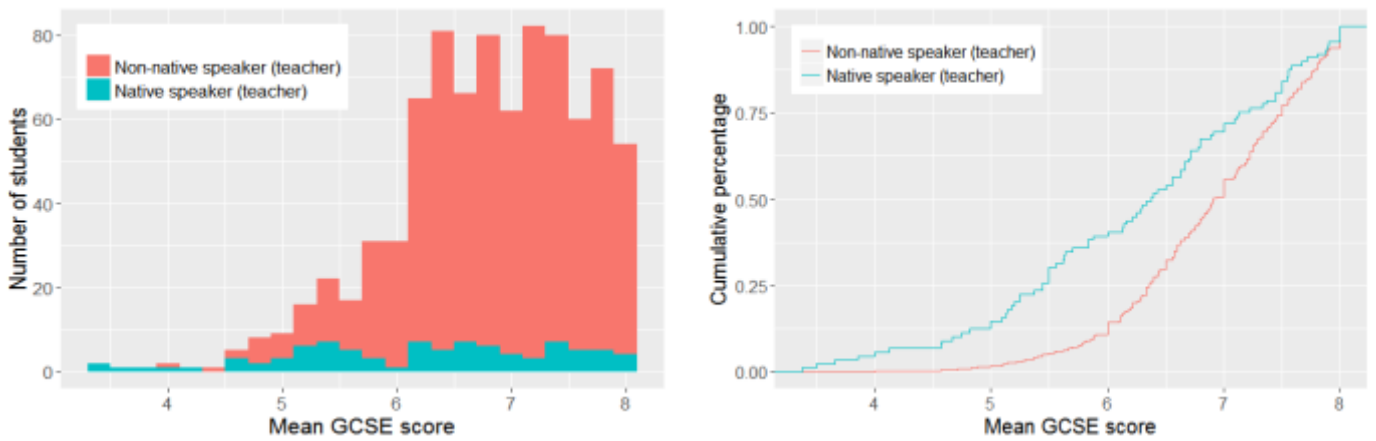 80
60
40
20
0
Number of students
Non-native speaker (teacher)
Native speaker (teacher)
4 5 6 7 8
Mean GCSE score
1.00
0.75
0.50
0.25
0.00
Cumulative percentage
Non-native speaker (teacher)
Native speaker (teacher)
4 5 6 7 8
Mean GCSE score